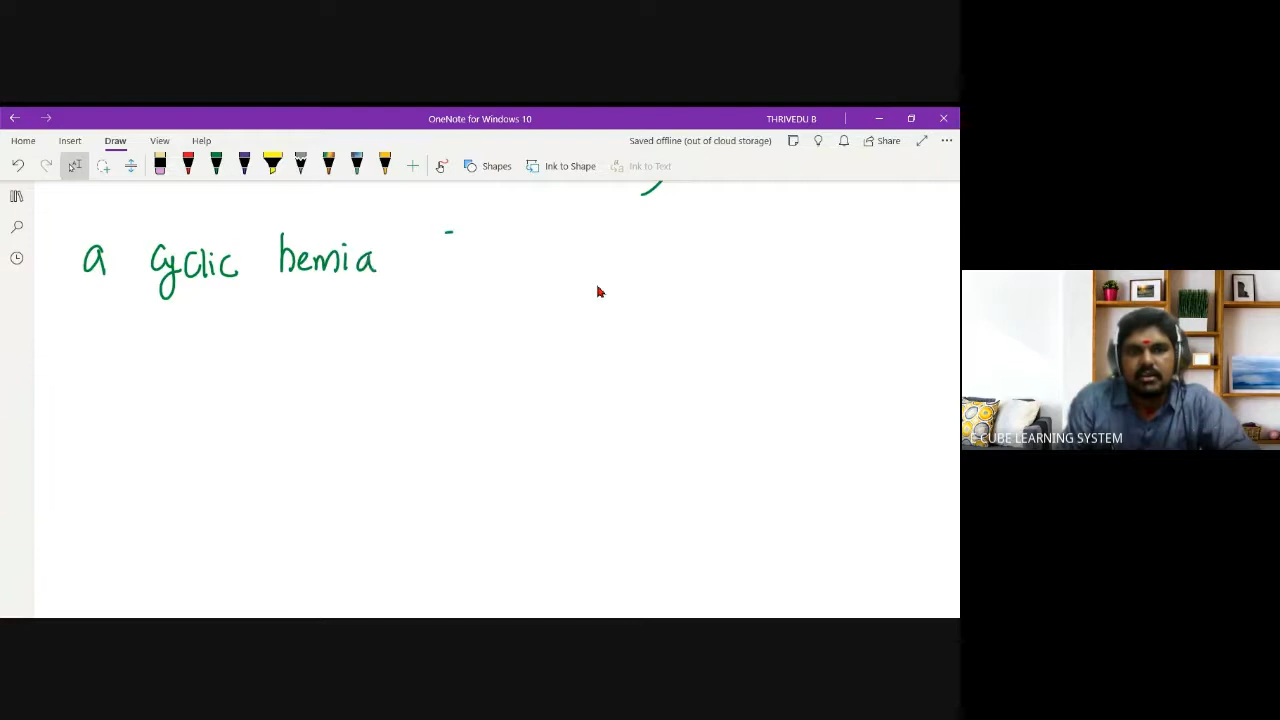 OneNote for Windows 10
THRIVEDU B
Home Insert Draw View Help
Saved offline (out of cloud storage)
Share
Shapes
Ink to Shape
Ink to Text
a cyclic hemia
E CUBE LEARNING SYSTEM